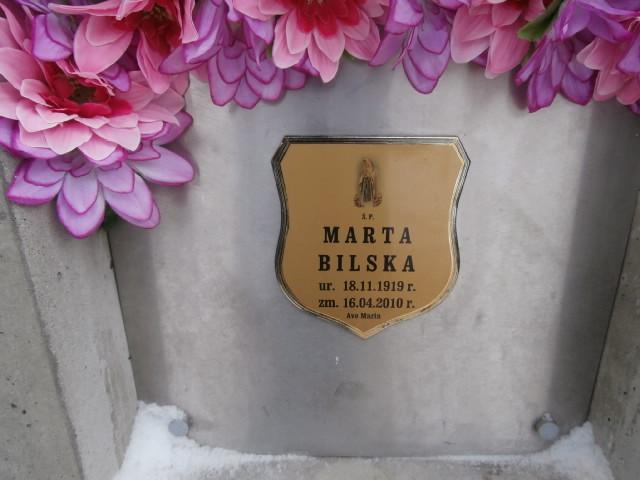 Ś. P.
MARTA
BILSKA
ur. 18.11.1919 r.
zm. 16.04.2010 r.
Ave Maria